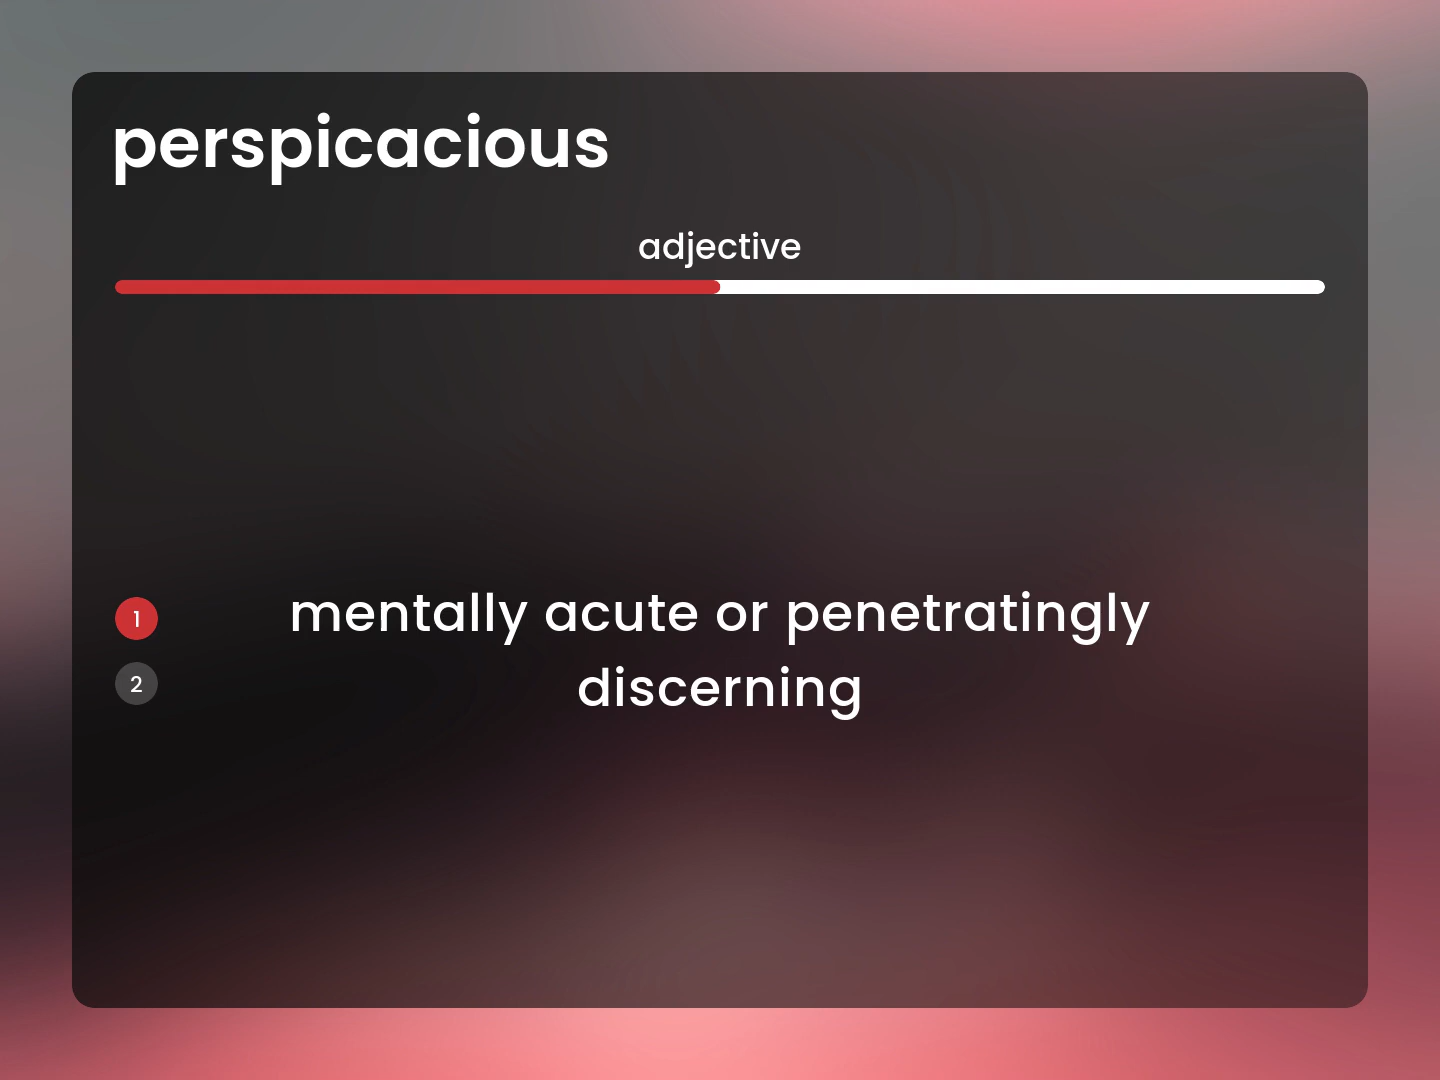 perspicacious
adjective
1
mentally acute or penetratingly
2
discerning